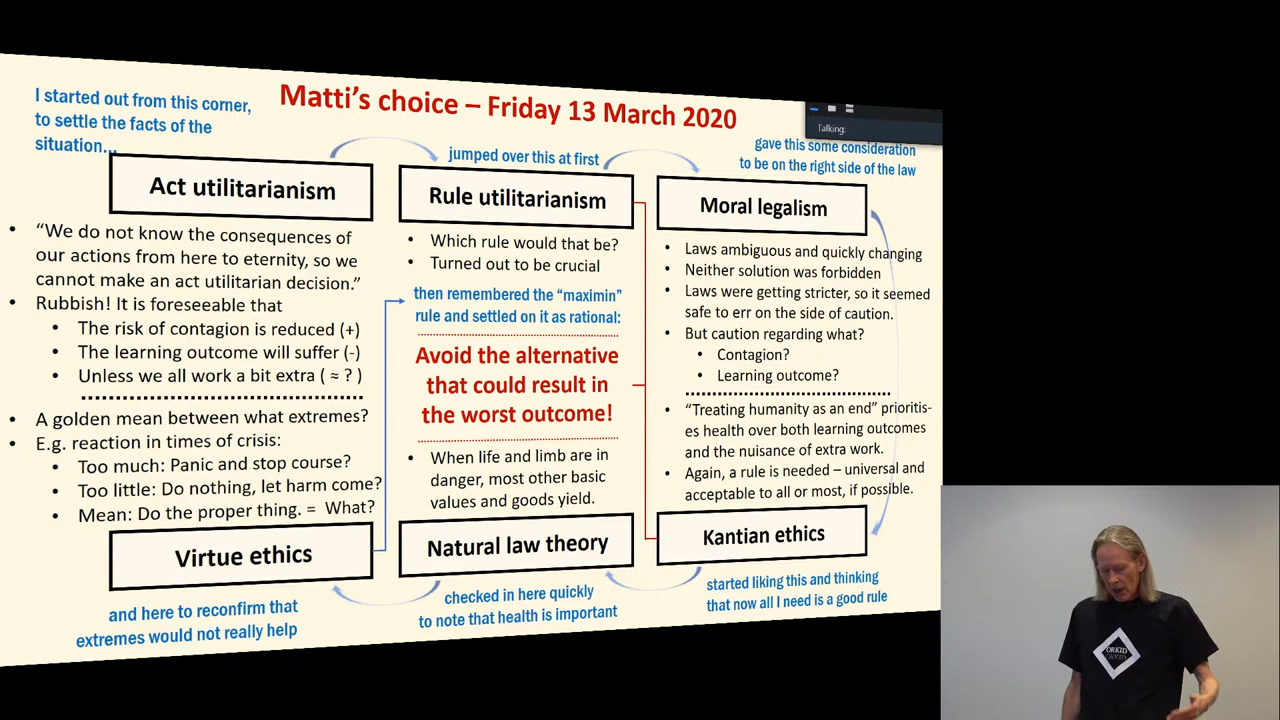 Matti's choice – Friday 13 March 2020
I started out from this corner,
to settle the facts of the
situation...
jumped over this at first
Talking:
gave this some consideration
to be on the right side of the law
Act utilitarianism
• "We do not know the consequences of
our actions from here to eternity, so we
cannot make an act utilitarian decision."
• Rubbish! It is foreseeable that
• The risk of contagion is reduced (+)
• The learning outcome will suffer (-)
• Unless we all work a bit extra ( ≈ ? )
• A golden mean between what extremes?
• E.g. reaction in times of crisis:
• Too much: Panic and stop course?
• Too little: Do nothing, let harm come?
• Mean: Do the proper thing. = What?
Virtue ethics
and here to reconfirm that
extremes would not really help
Rule utilitarianism
• Which rule would that be?
• Turned out to be crucial
then remembered the "maximin"
rule and settled on it as rational:
Avoid the alternative
that could result in
the worst outcome!
• When life and limb are in
danger, most other basic
values and goods yield.
Natural law theory
checked in here quickly
to note that health is important
Moral legalism
• Laws ambiguous and quickly changing
• Neither solution was forbidden
• Laws were getting stricter, so it seemed
safe to err on the side of caution.
• But caution regarding what?
• Contagion?
• Learning outcome?
• "Treating humanity as an end" prioritis-
es health over both learning outcomes
and the nuisance of extra work.
• Again, a rule is needed – universal and
acceptable to all or most, if possible.
Kantian ethics
started liking this and thinking
that now all I need is a good rule
ORKID
ORKID